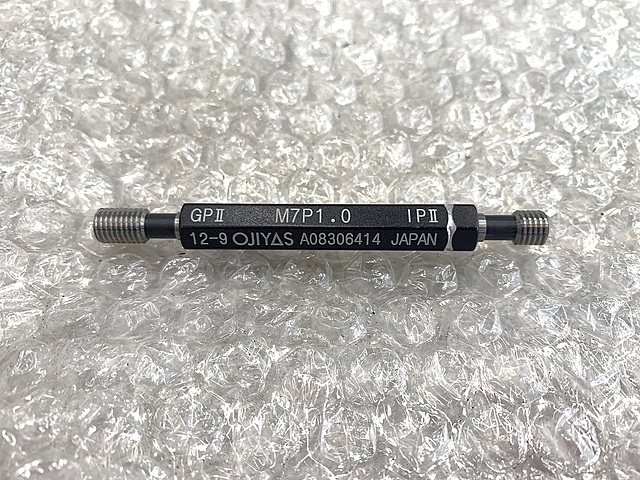 GPⅡ M7P1.0 IPⅡ
12-9 OJIYAS A08306414 JAPAN